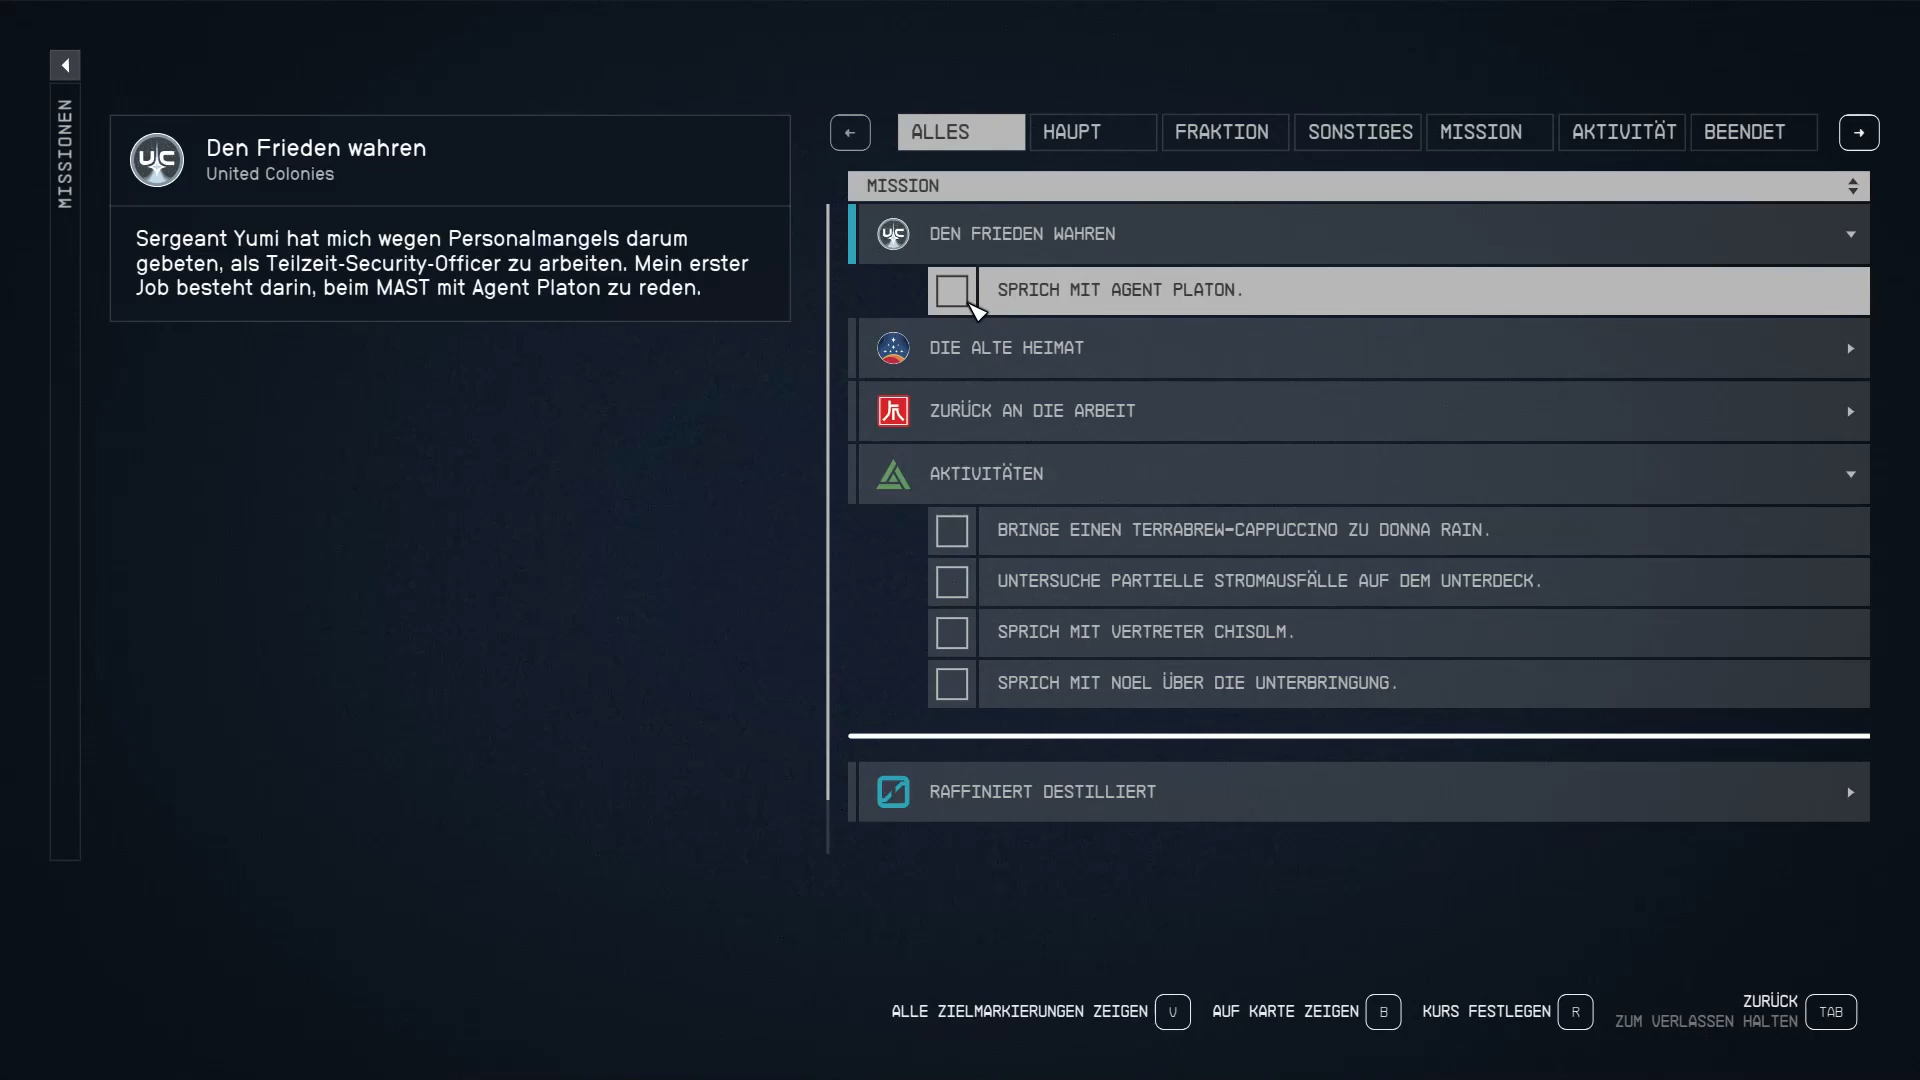 MISSIONEN
Den Frieden wahren
United Colonies
Sergeant Yumi hat mich wegen Personalmangels darum
gebeten, als Teilzeit-Security-Officer zu arbeiten. Mein erster
Job besteht darin, beim MAST mit Agent Platon zu reden.
ALLES HAUPT FRAKTION SONSTIGES MISSION AKTIVITÄT BEENDET
MISSION
UC DEN FRIEDEN WAHREN
SPRICH MIT AGENT PLATON.
DIE ALTE HEIMAT
ZURÜCK AN DIE ARBEIT
AKTIVITÄTEN
BRINGE EINEN TERRABREW-CAPPUCCINO ZU DONNA RAIN.
UNTERSUCHE PARTIELLE STROMAUSFÄLLE AUF DEM UNTERDECK.
SPRICH MIT VERTRETER CHISOLM.
SPRICH MIT NOEL ÜBER DIE UNTERBRINGUNG.
RAFFINIERT DESTILLIERT
ALLE ZIELMARKIERUNGEN ZEIGEN V AUF KARTE ZEIGEN B KURS FESTLEGEN R ZURÜCK TAB
ZUM VERLASSEN HALTEN